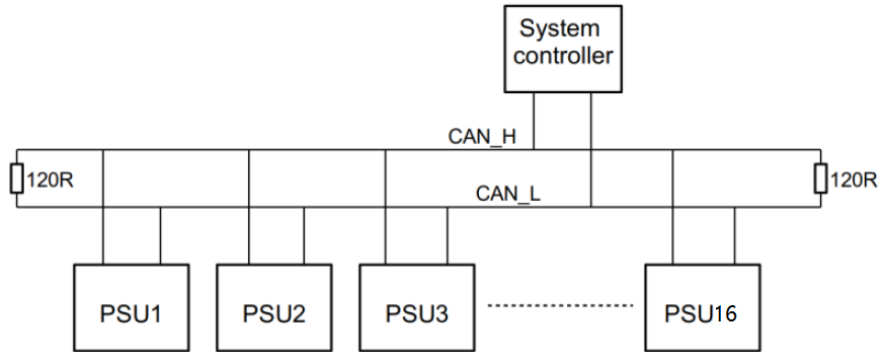 System
controller
CAN_H
120R
CAN_L
120R
PSU1
PSU2
PSU3
PSU16